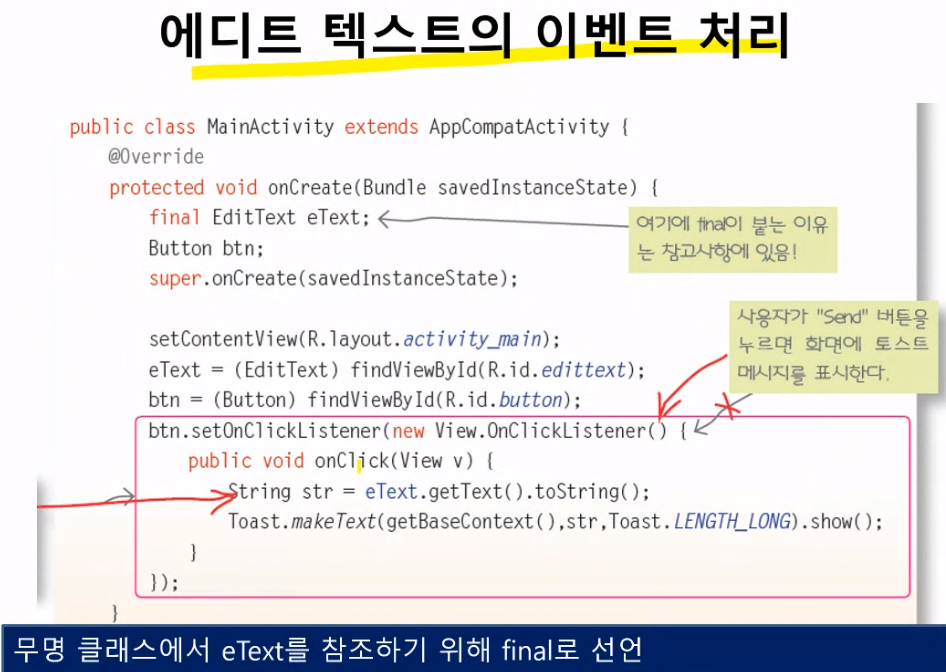 에디트 텍스트의 이벤트 처리
public class MainActivity extends AppCompatActivity {
@Override
protected void onCreate(Bundle savedInstanceState) {
final EditText eText;
여기에 final이 붙는 이유
는 참고사항에 있음!
Button btn;
super.onCreate(savedInstanceState);
사용자가 "Send" 버튼을
누르면 화면에 토스트
메시지를 표시한다.
setContentView(R.layout.activity_main);
eText = (EditText) findViewById(R.id.edittext);
btn = (Button) findViewById(R.id.button);
btn.setOnClickListener(new View.OnClickListener() {
public void onClick(View v) {
String str = eText.getText().toString();
Toast.makeText(getBaseContext(),str,Toast.LENGTH_LONG).show();
}
});
}
무명 클래스에서 eText를 참조하기 위해 final로 선언